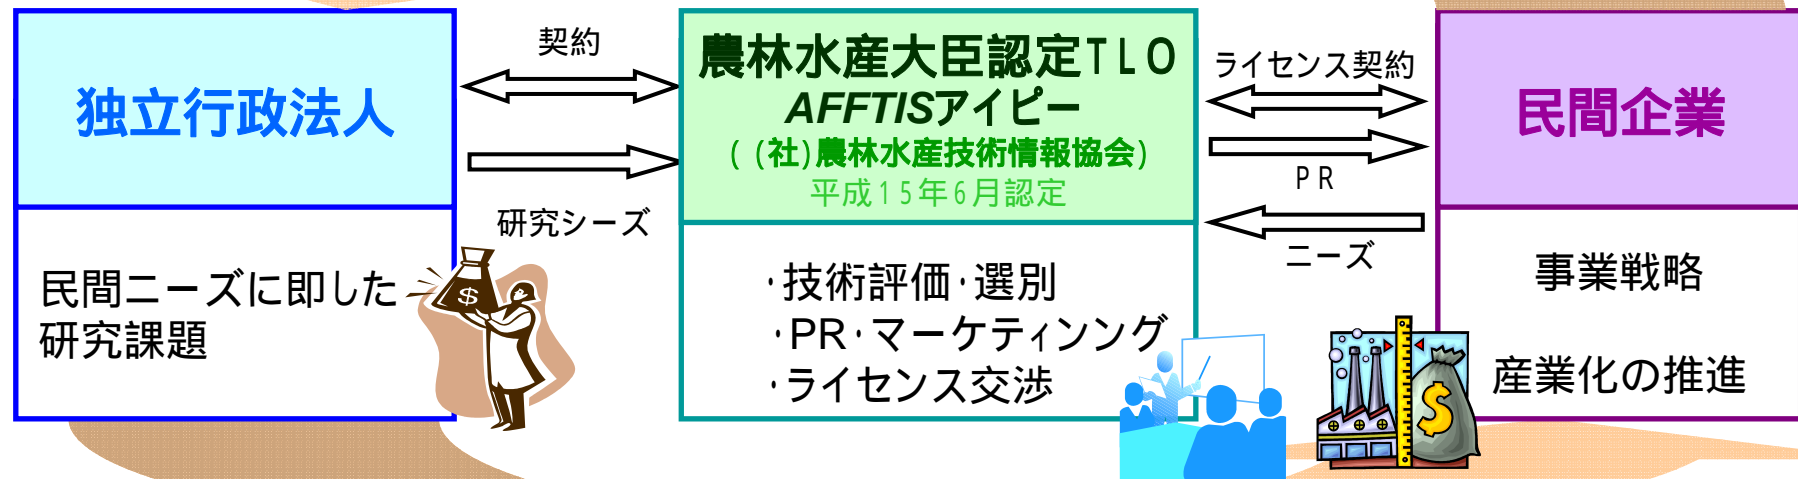 独立行政法人
民間ニーズに即した
研究課題
契約
研究シーズ
農林水産大臣認定TLO
AFFTISアイピー
((社)農林水産技術情報協会)
平成15年6月認定
・技術評価・選別
・PR・マーケティンング
・ライセンス交渉
ライセンス契約
PR
ニーズ
民間企業
事業戦略
産業化の推進
$
$